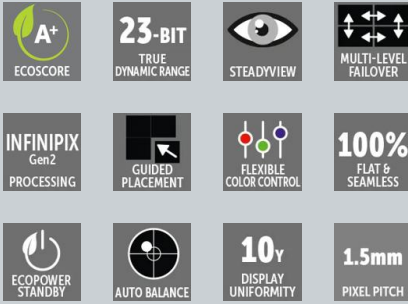 A+
ECOSCORE
23-BIT
TRUE
DYNAMIC RANGE
STEADYVIEW
MULTI-LEVEL
FAILOVER
INFINIPIX
Gen2
PROCESSING
GUIDED
PLACEMENT
FLEXIBLE
COLOR CONTROL
100%
FLAT &
SEAMLESS
ECOPOWER
STANDBY
AUTO BALANCE
10Y
DISPLAY
UNIFORMITY
1.5mm
PIXEL PITCH